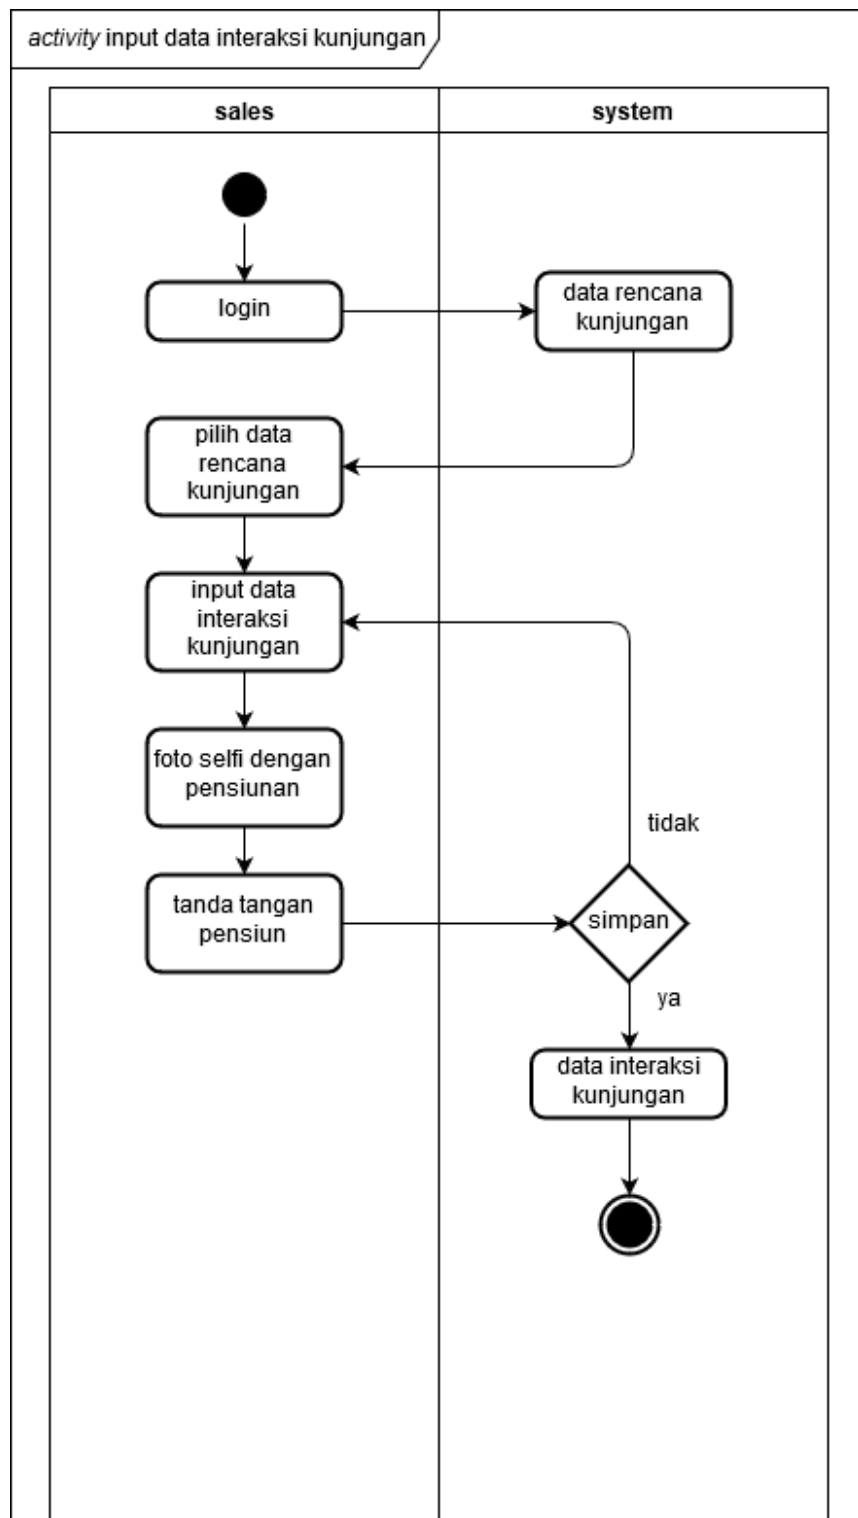 activity input data interaksi kunjungan
sales
system
login
data rencana
kunjungan
pilih data
rencana
kunjungan
input data
interaksi
kunjungan
foto selfi dengan
pensiunan
tanda tangan
pensiun
tidak
simpan
ya
data interaksi
kunjungan